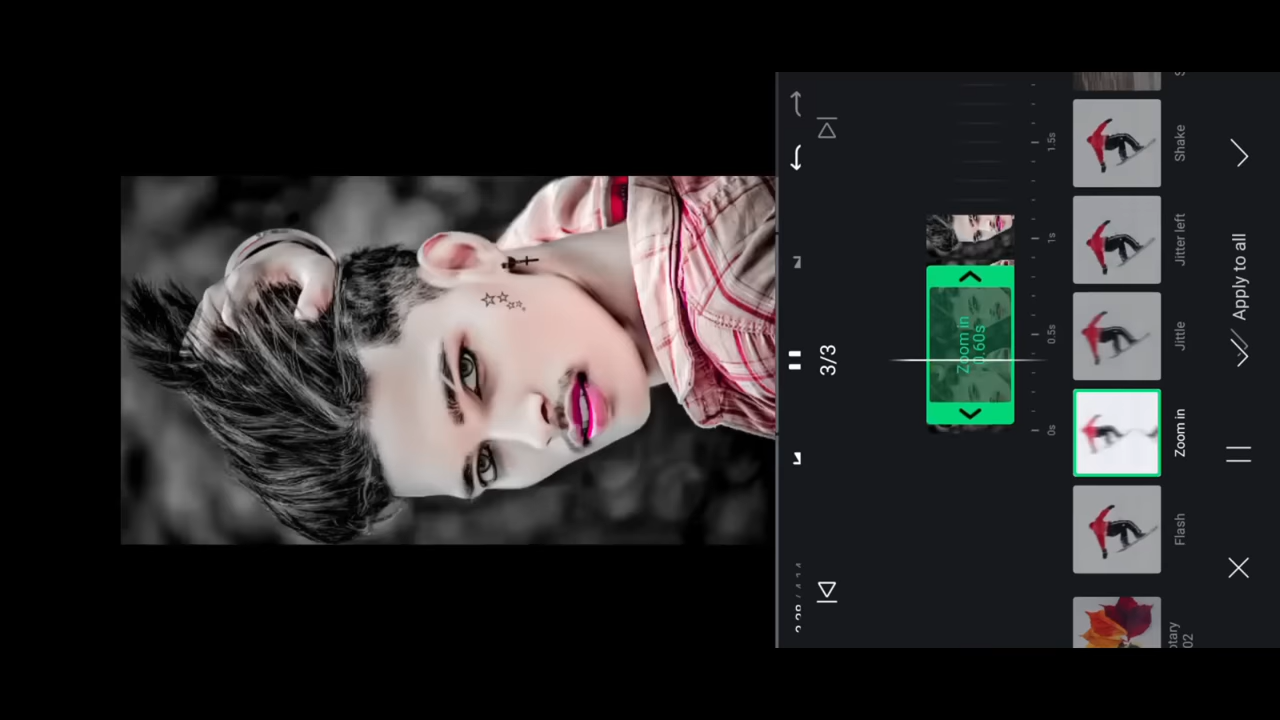 3/3
Zoom in
0.60s
0s
0.5s
1s
1.5s
Flash
Zoom in
Jittle
Jitter left
Shake
02
Apply to all